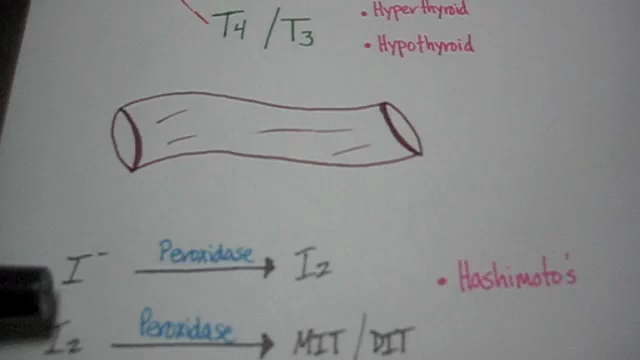 T4 / T3
• Hyperthyroid
• Hypothyroid
I⁻ Peroxidase I2
• Hashimoto's
I2 Peroxidase MIT/DIT